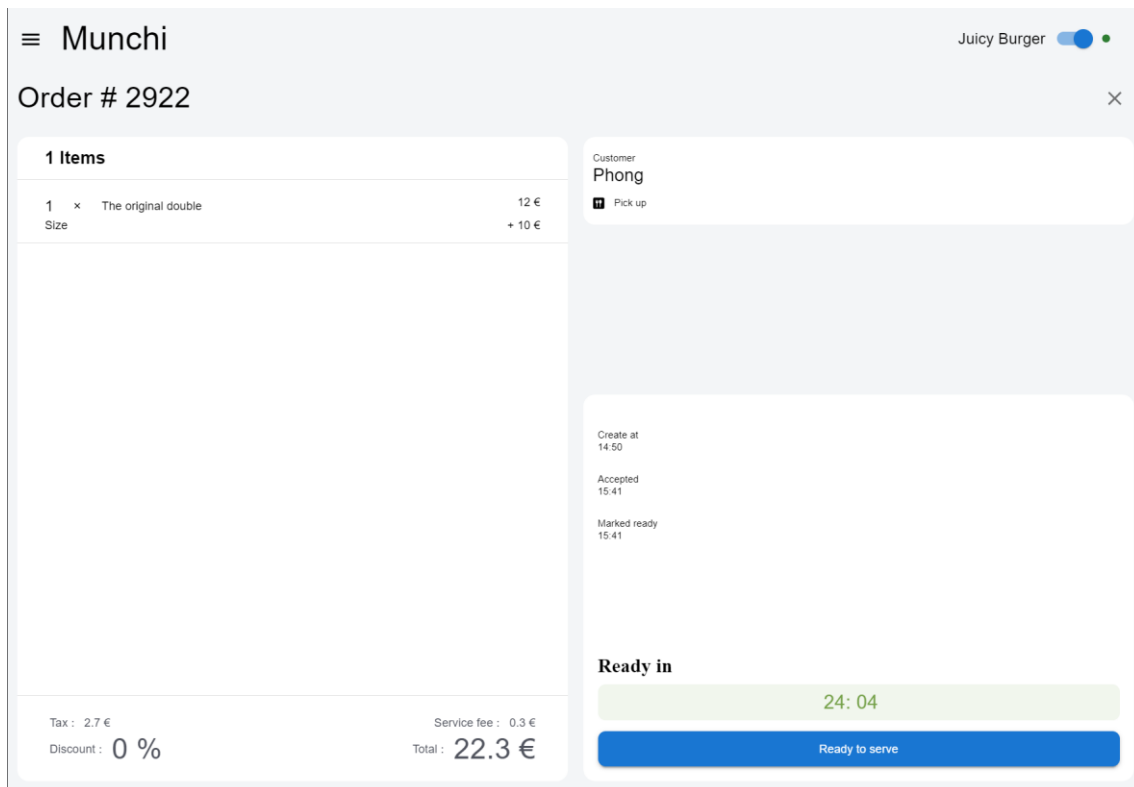 Munchi
Juicy Burger
Order # 2922
1 Items
1 × The original double 12 €
Size + 10 €
Tax : 2.7 € Service fee : 0.3 €
Discount : 0 % Total : 22.3 €
Customer
Phong
Pick up
Create at
14:50
Accepted
15:41
Marked ready
15:41
Ready in
24: 04
Ready to serve